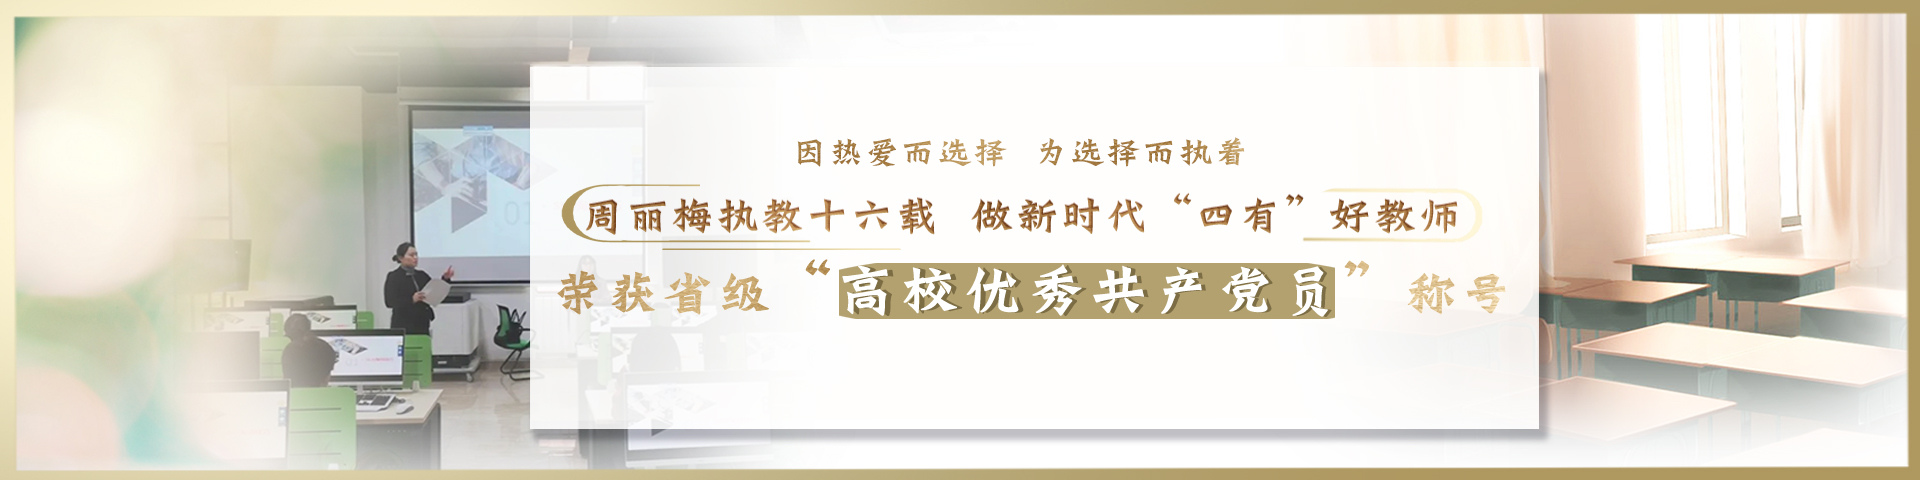 因热爱而选择 为选择而执着
周丽梅执教十六载 做新时代“四有”好教师
荣获省级“高校优秀共产党员”称号